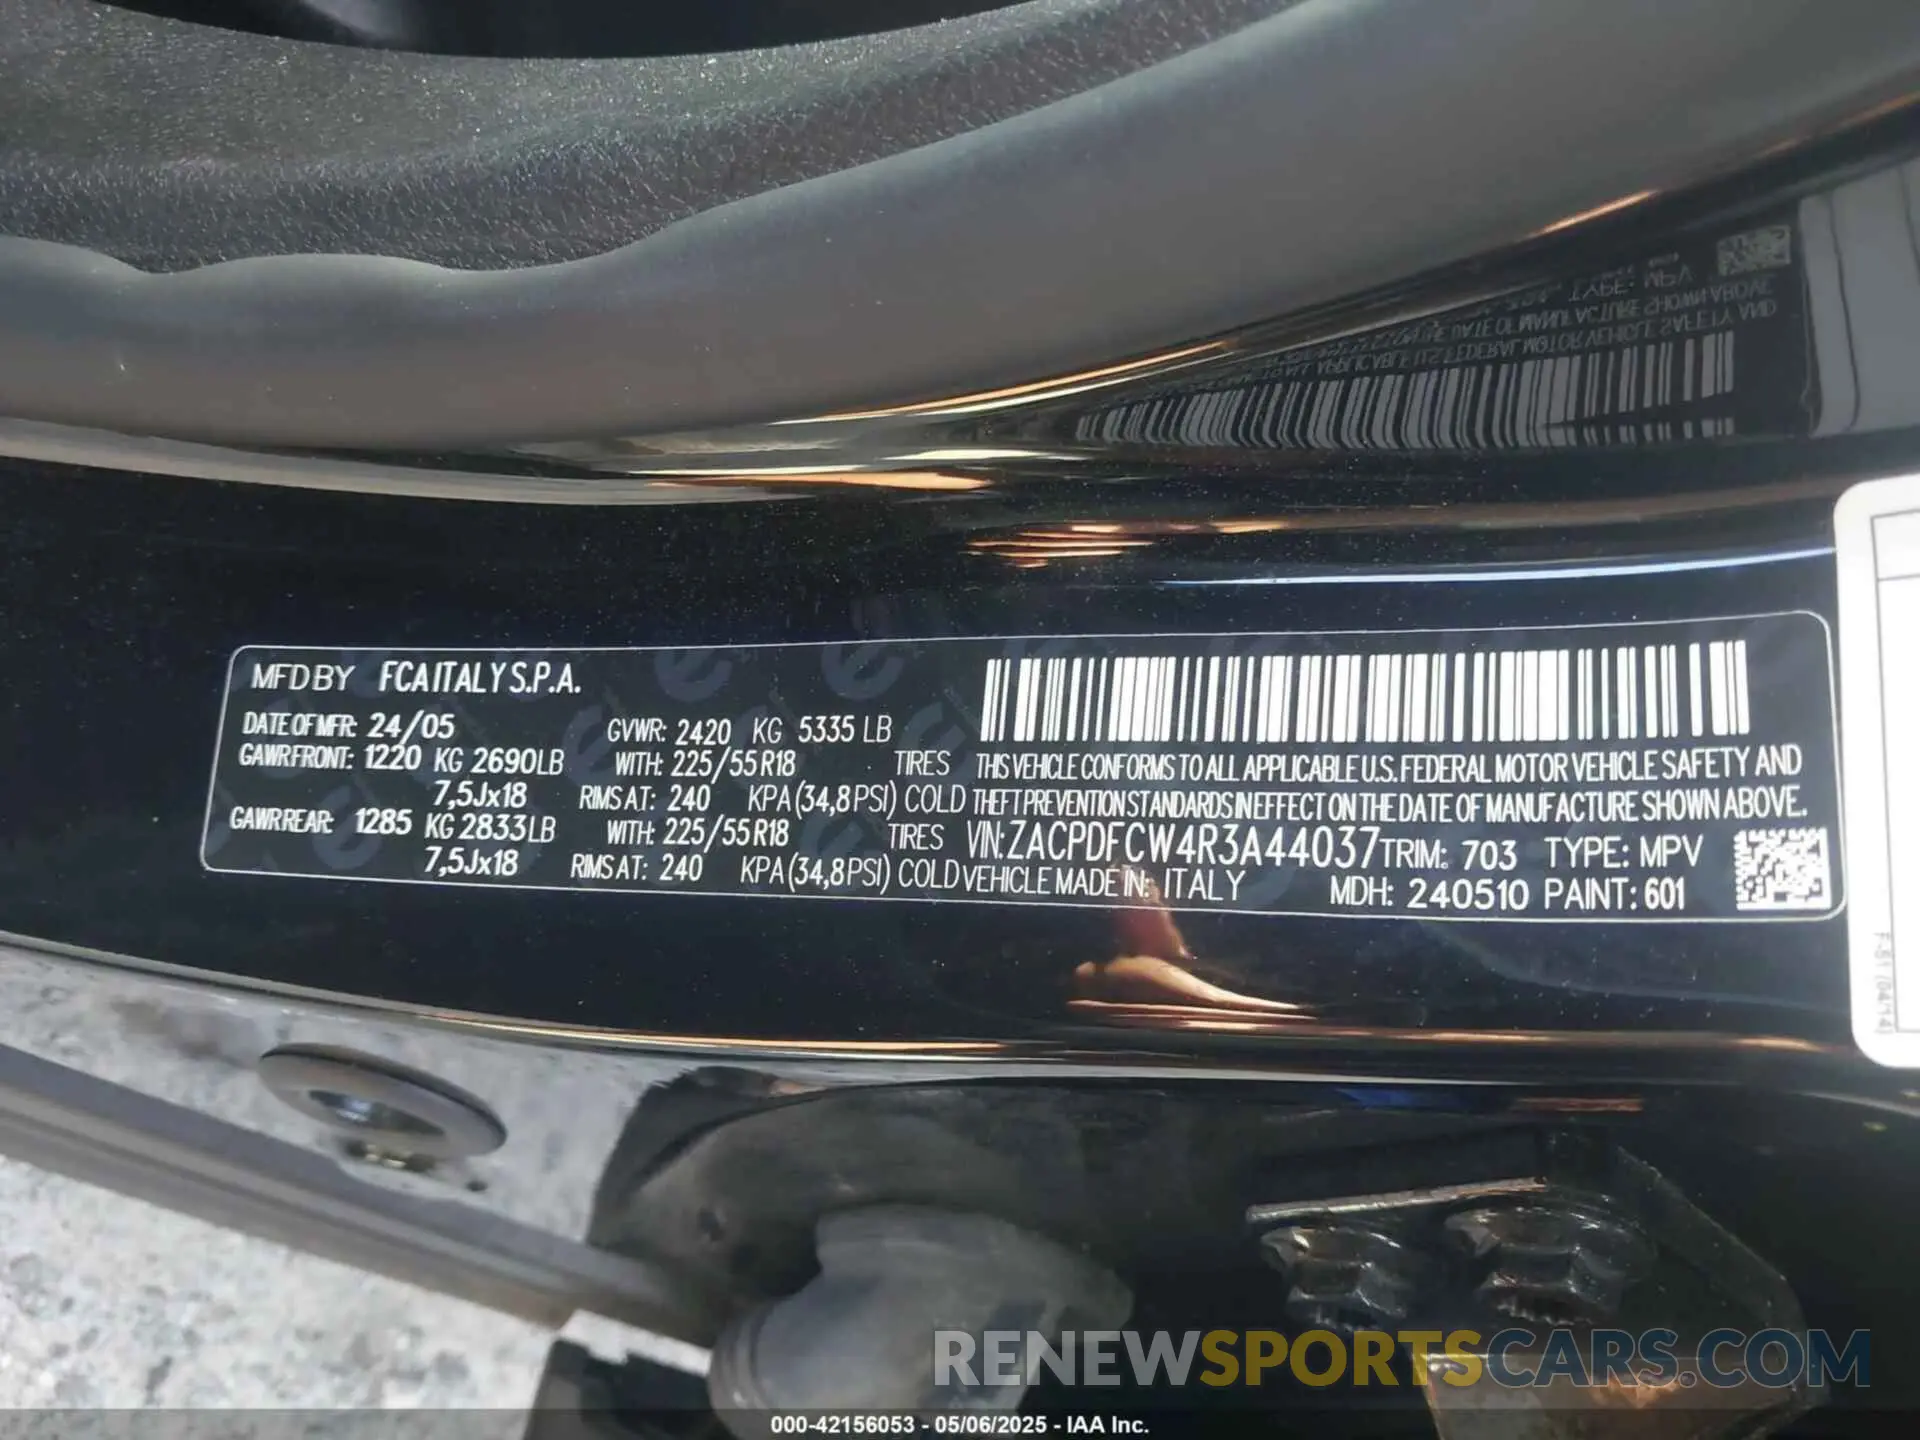 MFD BY FCA ITALY S.P.A.
DATE OF MFR: 24/05 GVWR: 2420 KG 5335 LB
GAWR FRONT: 1220 KG 2690LB WITH: 225/55R18 TIRES
7,5Jx18 RIMS AT: 240 KPA (34,8PSI) COLD
GAWR REAR: 1285 KG 2833LB WITH: 225/55R18 TIRES
7,5Jx18 RIMS AT: 240 KPA (34,8PSI) COLD
THIS VEHICLE CONFORMS TO ALL APPLICABLE U.S. FEDERAL MOTOR VEHICLE SAFETY AND
THEFT PREVENTION STANDARDS IN EFFECT ON THE DATE OF MANUFACTURE SHOWN ABOVE.
VIN: ZACPDFCW4R3A44037 TRIM: 703 TYPE: MPV
VEHICLE MADE IN: ITALY MDH: 240510 PAINT: 601
RENEWSPORTSCARS.COM
000-42156053 - 05/06/2025 - IAA Inc.